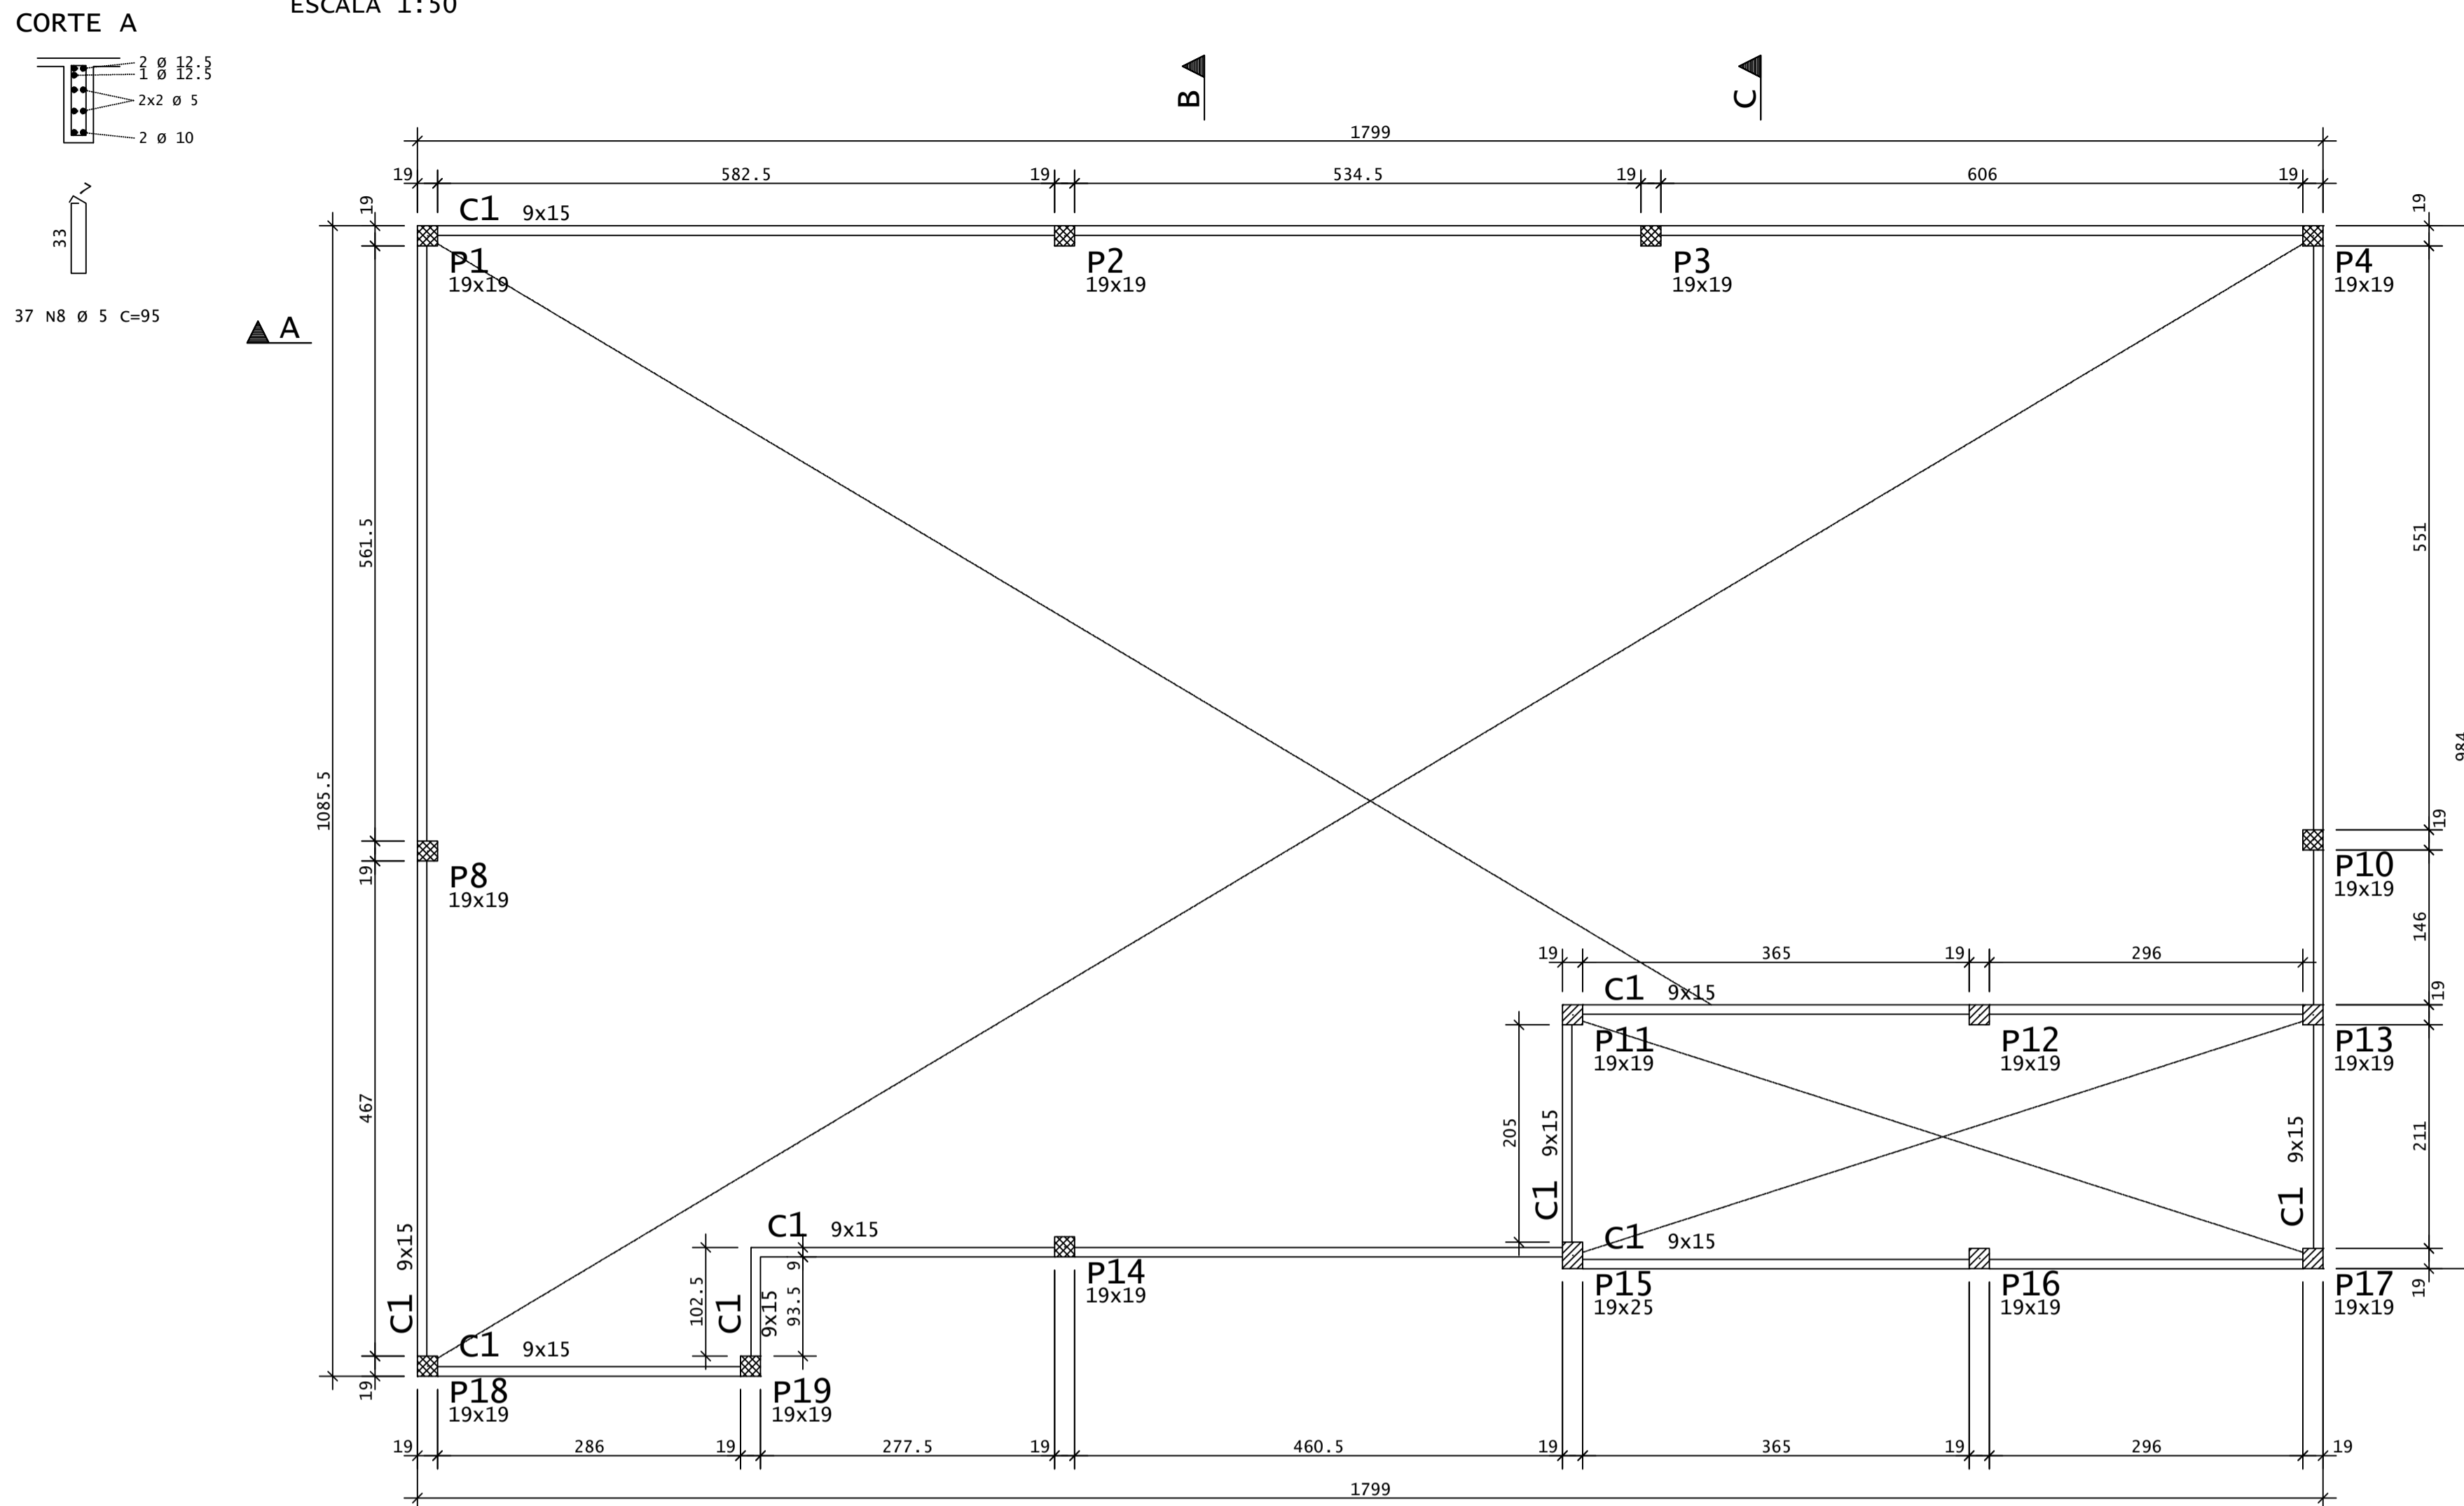 ESCALA 1:50
CORTE A
2 Ø 12.5
1 Ø 12.5
2x2 Ø 5
2 Ø 10
33
37 N8 Ø 5 C=95
A
B
C
1799
19
582.5
19
534.5
19
606
19
19
19
C1 9x15
P1
19x19
P2
19x19
P3
19x19
P4
19x19
561.5
551
1085.5
984
19
P8
19x19
19
P10
19x19
146
467
19
365
19
296
19
C1 9x15
P11
19x19
P12
19x19
P13
19x19
205
9x15
C1
9x15
C1
211
C1 9x15
9x15
C1
C1 9x15
102.5
C1
9x15
9
93.5
P14
19x19
P15
19x25
P16
19x19
P17
19x19
19
C1 9x15
P18
19x19
P19
19x19
19
19
286
19
277.5
19
460.5
19
365
19
296
19
1799